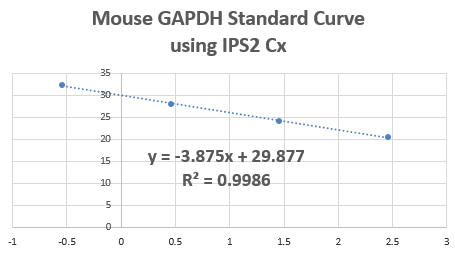 Mouse GAPDH Standard Curve
using IPS2 Cx
35
30
25
20
15
10
5
0
y = -3.875x + 29.877
R² = 0.9986
-1 -0.5 0 0.5 1 1.5 2 2.5 3